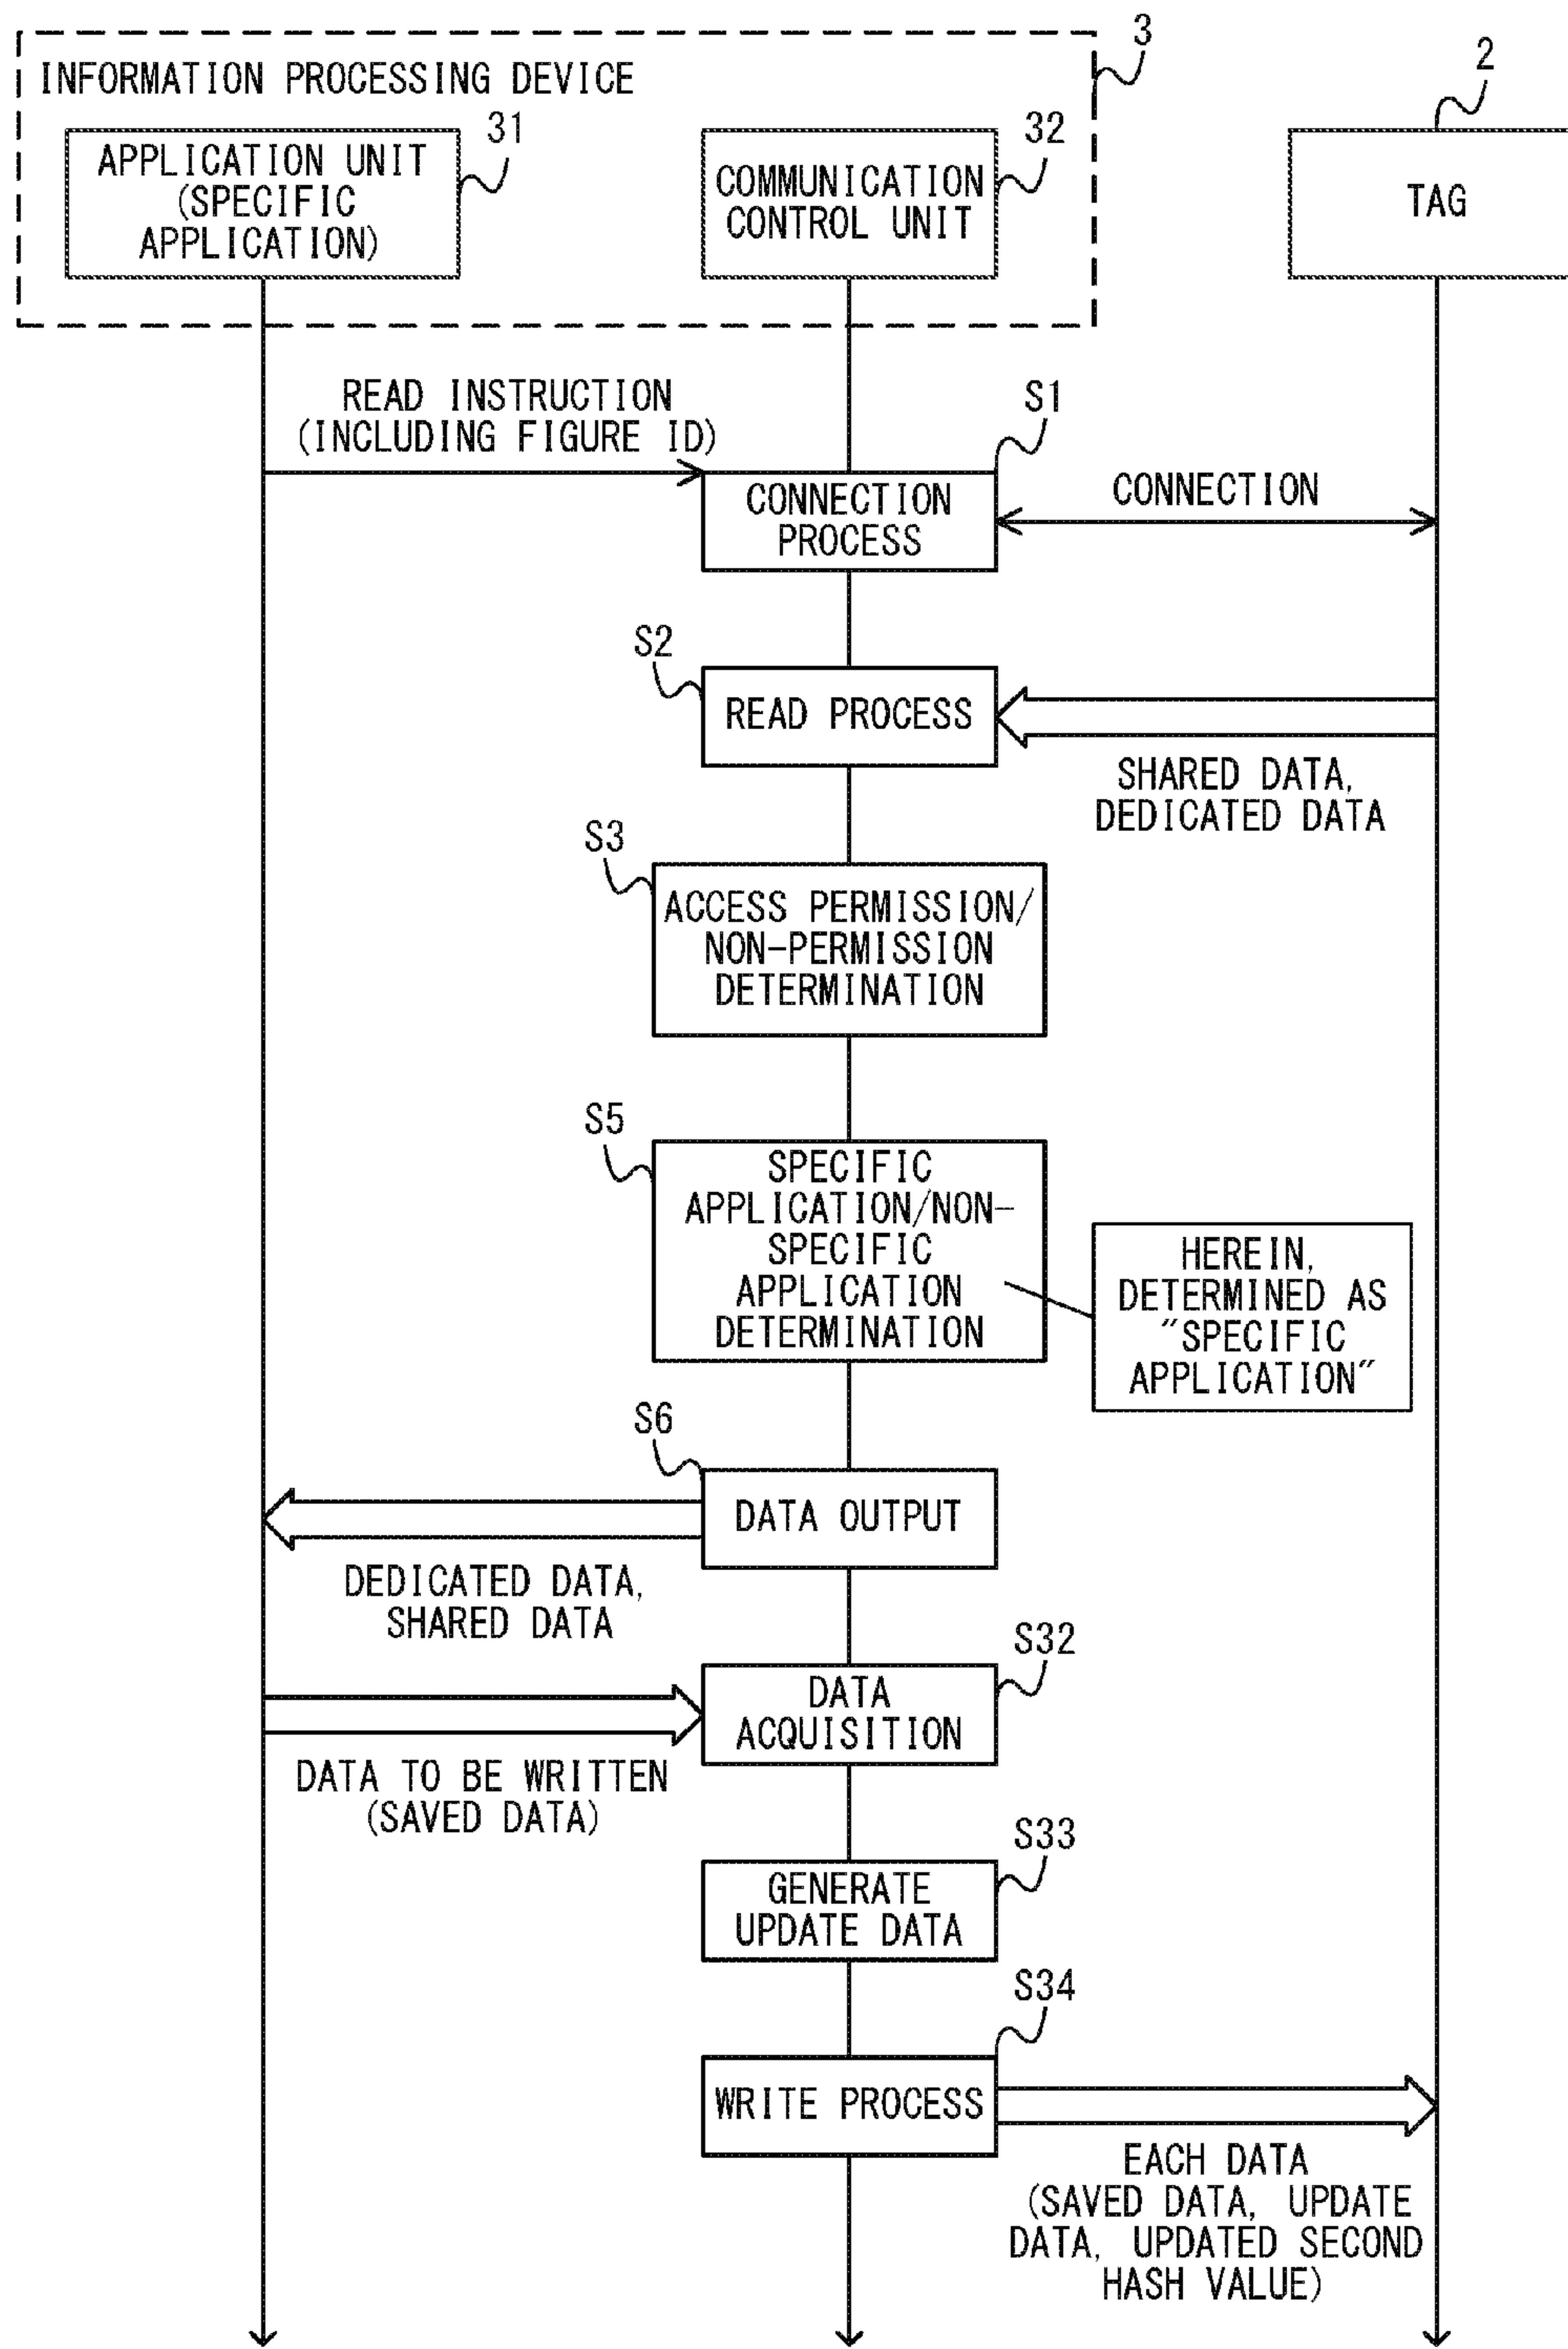 3
INFORMATION PROCESSING DEVICE
2
31
32
APPLICATION UNIT
(SPECIFIC
APPLICATION)
COMMUNICATION
CONTROL UNIT
TAG
READ INSTRUCTION
(INCLUDING FIGURE ID)
S1
CONNECTION
PROCESS
CONNECTION
S2
READ PROCESS
SHARED DATA,
DEDICATED DATA
S3
ACCESS PERMISSION/
NON-PERMISSION
DETERMINATION
S5
SPECIFIC
APPLICATION/NON-
SPECIFIC
APPLICATION
DETERMINATION
HEREIN,
DETERMINED AS
"SPECIFIC
APPLICATION"
S6
DATA OUTPUT
DEDICATED DATA,
SHARED DATA
S32
DATA
ACQUISITION
DATA TO BE WRITTEN
(SAVED DATA)
S33
GENERATE
UPDATE DATA
S34
WRITE PROCESS
EACH DATA
(SAVED DATA, UPDATE
DATA, UPDATED SECOND
HASH VALUE)